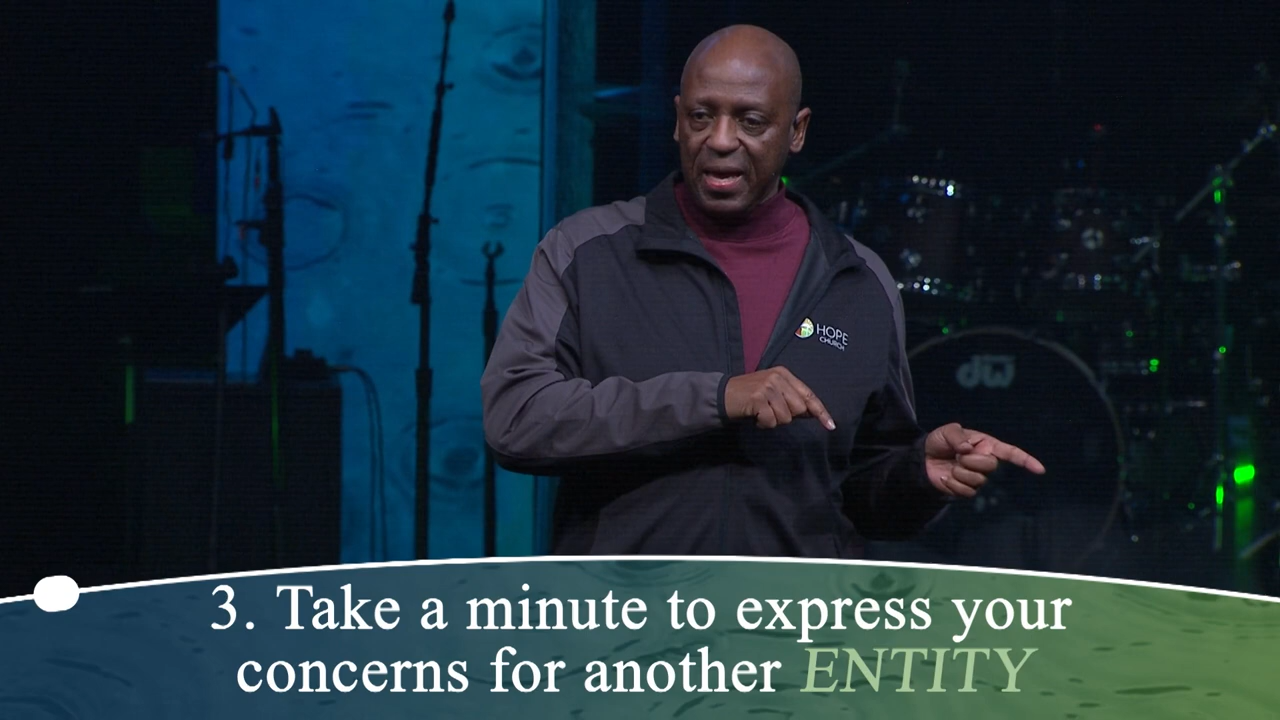 HOPE
CHURCH
dw
3. Take a minute to express your
concerns for another ENTITY